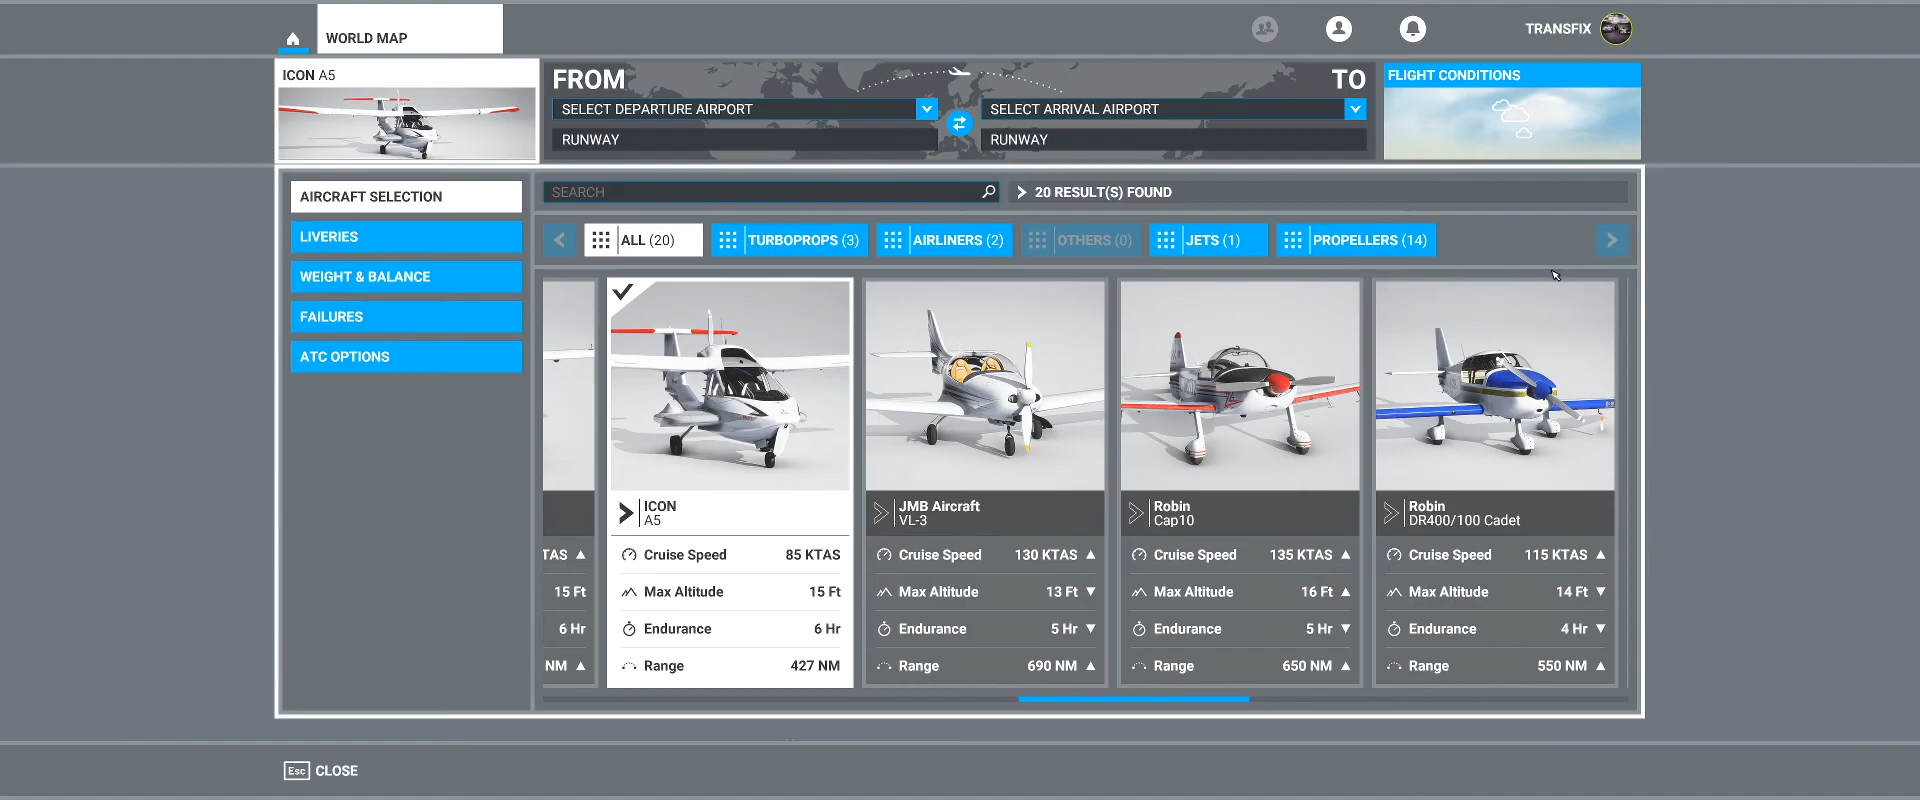 WORLD MAP
TRANSFIX
ICON A5
FROM
TO
SELECT DEPARTURE AIRPORT
SELECT ARRIVAL AIRPORT
RUNWAY
RUNWAY
FLIGHT CONDITIONS
AIRCRAFT SELECTION
LIVERIES
WEIGHT & BALANCE
FAILURES
ATC OPTIONS
SEARCH
20 RESULT(S) FOUND
ALL (20)
TURBOPROPS (3)
AIRLINERS (2)
OTHERS (0)
JETS (1)
PROPELLERS (14)
TAS
15 Ft
6 Hr
NM
ICON
A5
Cruise Speed 85 KTAS
Max Altitude 15 Ft
Endurance 6 Hr
Range 427 NM
JMB Aircraft
VL-3
Cruise Speed 130 KTAS
Max Altitude 13 Ft
Endurance 5 Hr
Range 690 NM
Robin
Cap10
Cruise Speed 135 KTAS
Max Altitude 16 Ft
Endurance 5 Hr
Range 650 NM
Robin
DR400/100 Cadet
Cruise Speed 115 KTAS
Max Altitude 14 Ft
Endurance 4 Hr
Range 550 NM
Esc CLOSE